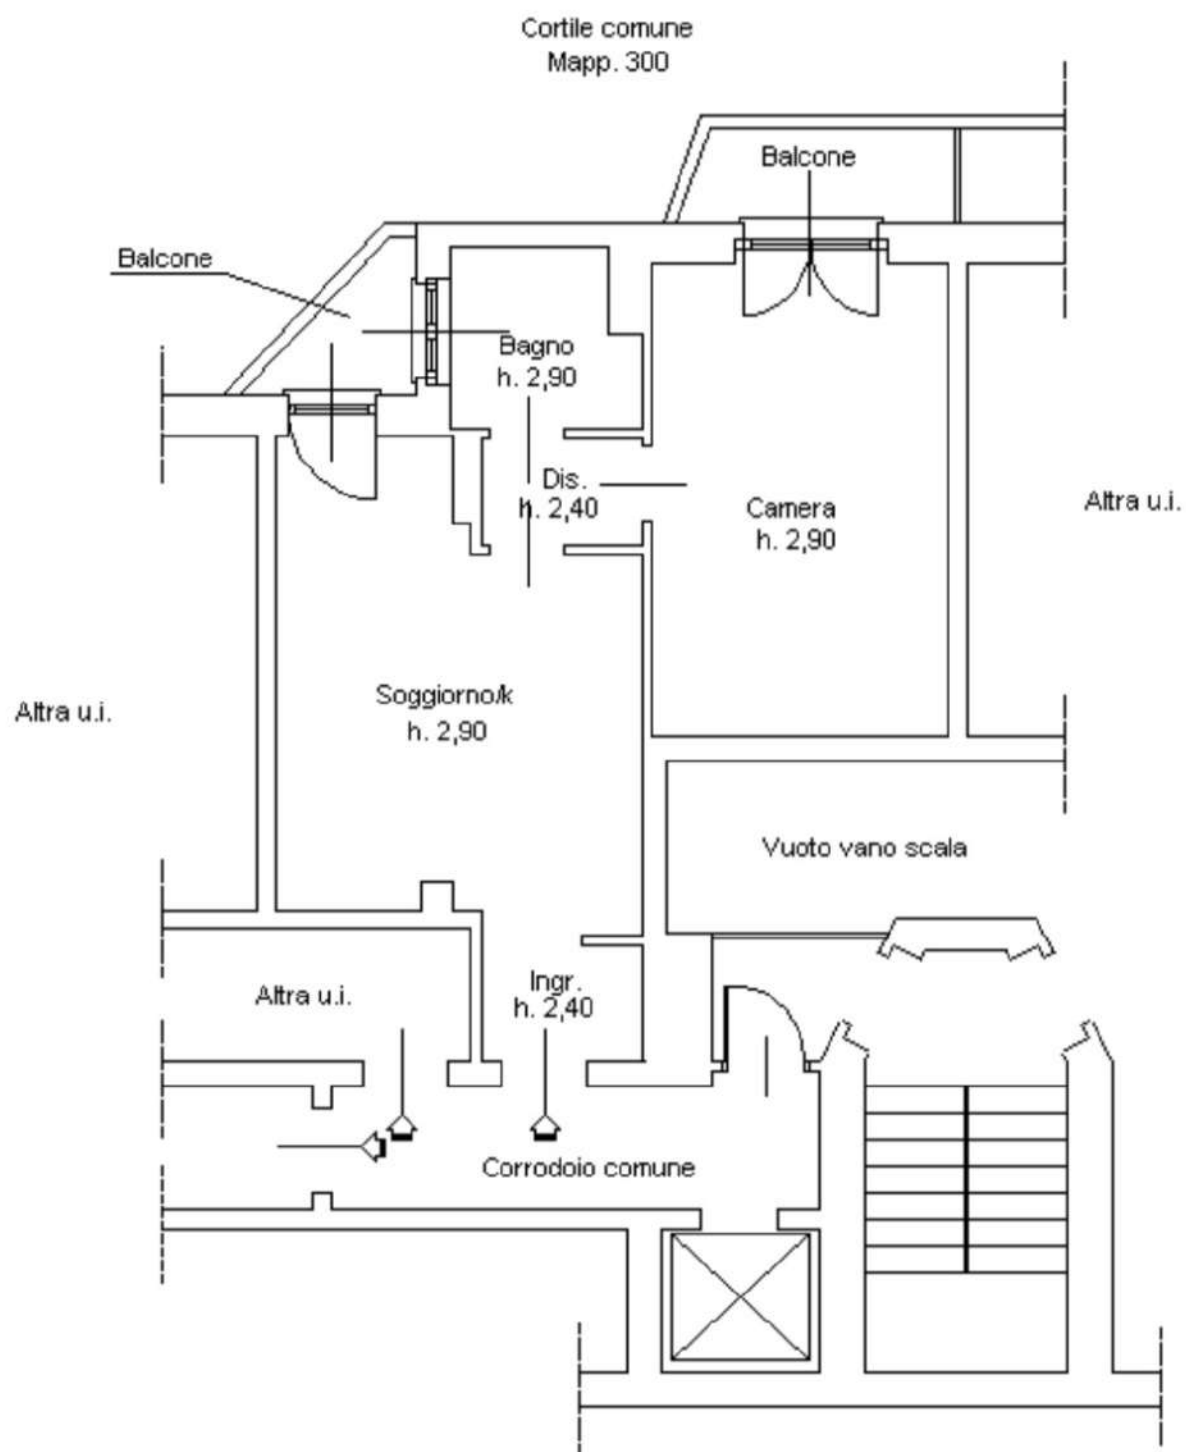 Cortile comune
Mapp. 300
Balcone
Balcone
Bagno
h. 2,90
Dis.
h. 2,40
Camera
h. 2,90
Altra u.i.
Soggiorno/k
h. 2,90
Altra u.i.
Vuoto vano scala
Ingr.
h. 2,40
Altra u.i.
Corrodoio comune